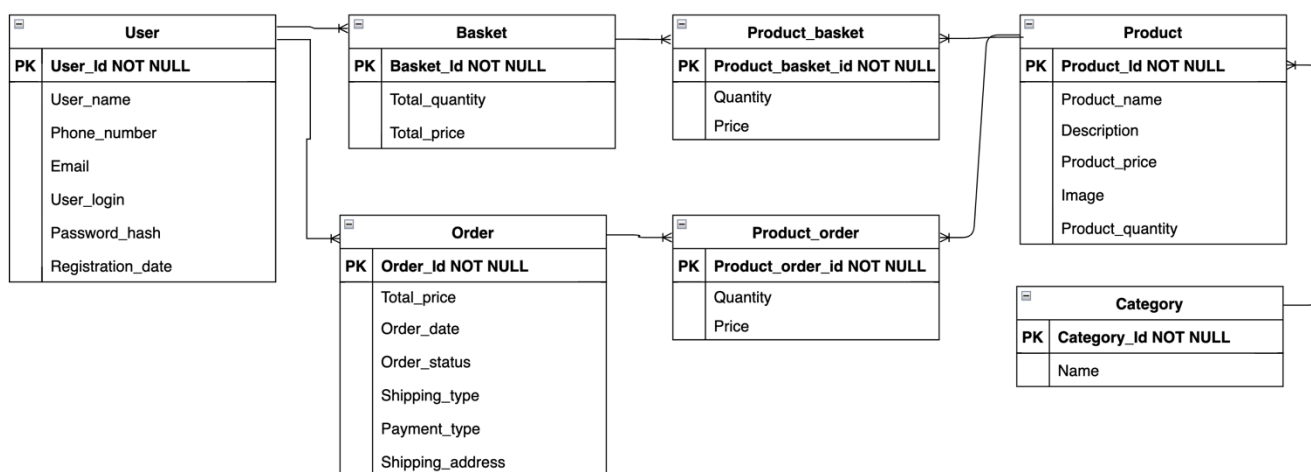 User
PK User_Id NOT NULL
User_name
Phone_number
Email
User_login
Password_hash
Registration_date
Basket
PK Basket_Id NOT NULL
Total_quantity
Total_price
Product_basket
PK Product_basket_id NOT NULL
Quantity
Price
Product
PK Product_Id NOT NULL
Product_name
Description
Product_price
Image
Product_quantity
Order
PK Order_Id NOT NULL
Total_price
Order_date
Order_status
Shipping_type
Payment_type
Shipping_address
Product_order
PK Product_order_id NOT NULL
Quantity
Price
Category
PK Category_Id NOT NULL
Name